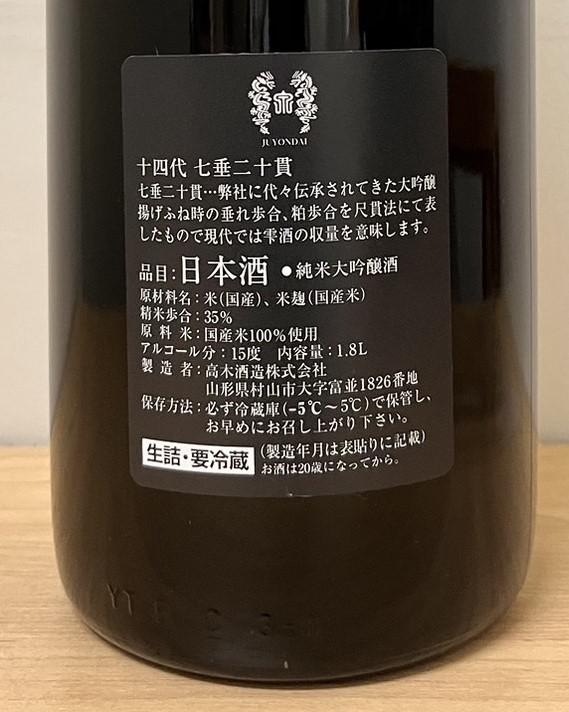 JUYONDAI
十四代 七垂二十貫
七垂二十貫…弊社に代々伝承されてきた大吟醸
揚げふね時の垂れ歩合、粕歩合を尺貫法にて表
したもので現代では雫酒の収量を意味します。
品目：日本酒 ●純米大吟醸酒
原材料名：米（国産）、米麹（国産米）
精米歩合：35%
原料米：国産米100%使用
アルコール分：15度 内容量：1.8L
製造者：高木酒造株式会社
山形県村山市大字富並1826番地
保存方法：必ず冷蔵庫（-5℃～5℃）で保管し、
お早めにお召し上がり下さい。
生詰・要冷蔵 （製造年月は表貼りに記載）
お酒は20歳になってから。